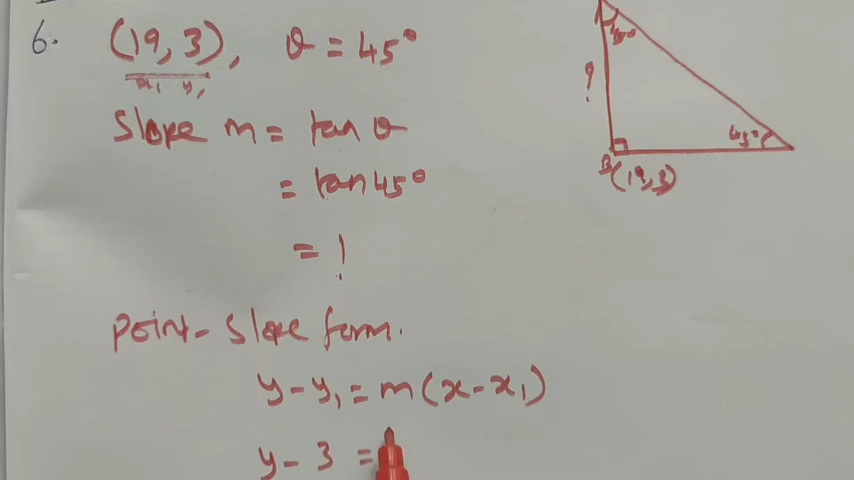 6. (19, 3), θ = 45°
x₁ y₁
Slope m = tan θ
= tan 45°
= 1.
Point - Slope form.
y - y₁ = m(x - x₁)
y - 3 =
45°
?
45°
B (19, 3)